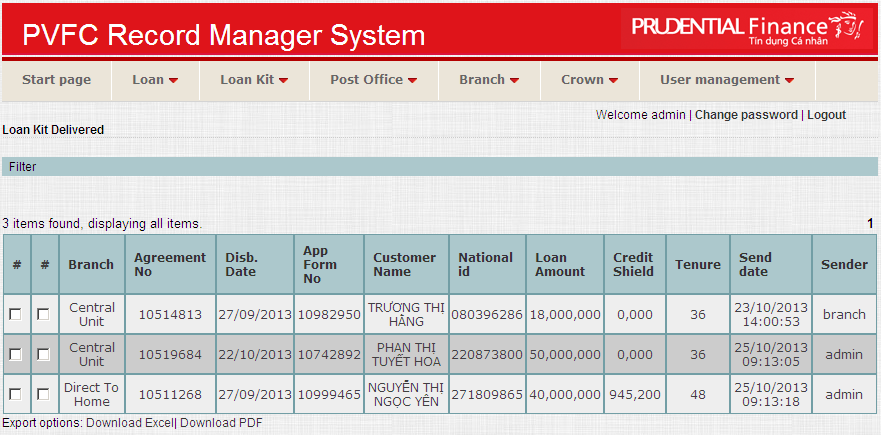 PVFC Record Manager System
PRUDENTIAL Finance
Tín dụng Cá nhân
Start page Loan Loan Kit Post Office Branch Crown User management
Welcome admin | Change password | Logout
Loan Kit Delivered
Filter
3 items found, displaying all items. 1
# # Branch Agreement No Disb. Date App Form No Customer Name National id Loan Amount Credit Shield Tenure Send date Sender
Central Unit 10514813 27/09/2013 10982950 TRƯƠNG THỊ HẰNG 080396286 18,000,000 0,000 36 23/10/2013 14:00:53 branch
Central Unit 10519684 22/10/2013 10742892 PHAN THỊ TUYẾT HOA 220873800 50,000,000 0,000 36 25/10/2013 09:13:05 admin
Direct To Home 10511268 27/09/2013 10999465 NGUYỄN THỊ NGỌC YẾN 271809865 40,000,000 945,200 48 25/10/2013 09:13:18 admin
Export options: Download Excel| Download PDF